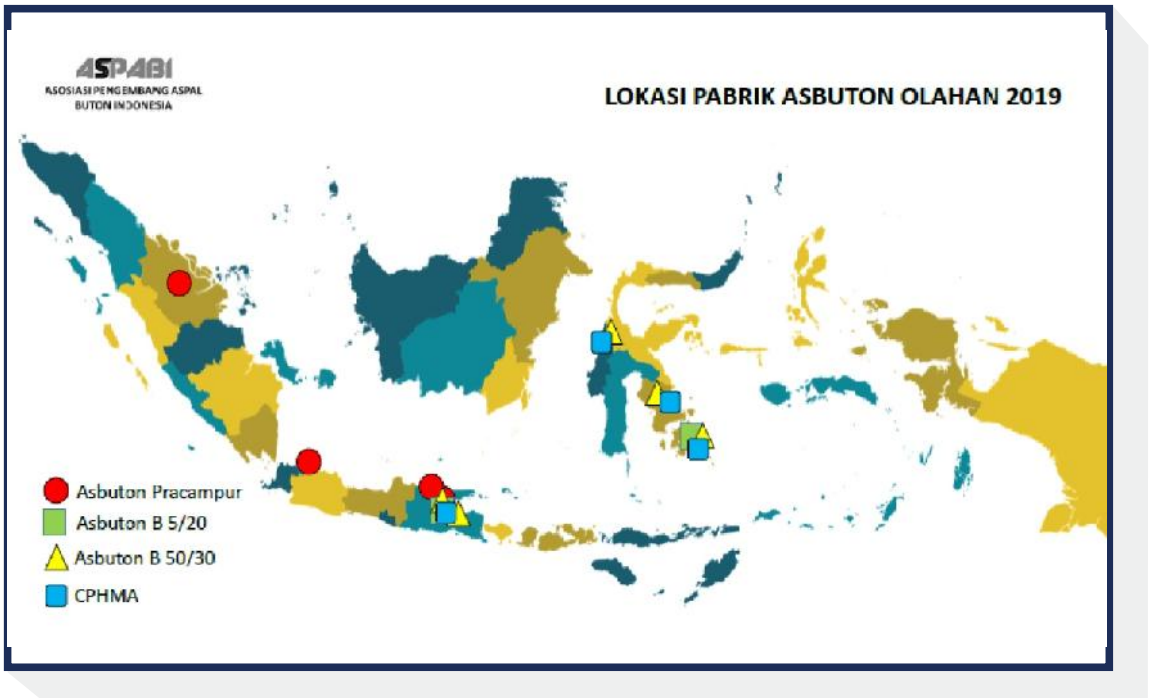 ASPABI
ASOSIASI PENGEMBANG ASPAL
BUTON INDONESIA
LOKASI PABRIK ASBUTON OLAHAN 2019
Asbuton Pracampur
Asbuton B 5/20
Asbuton B 50/30
CPHMA